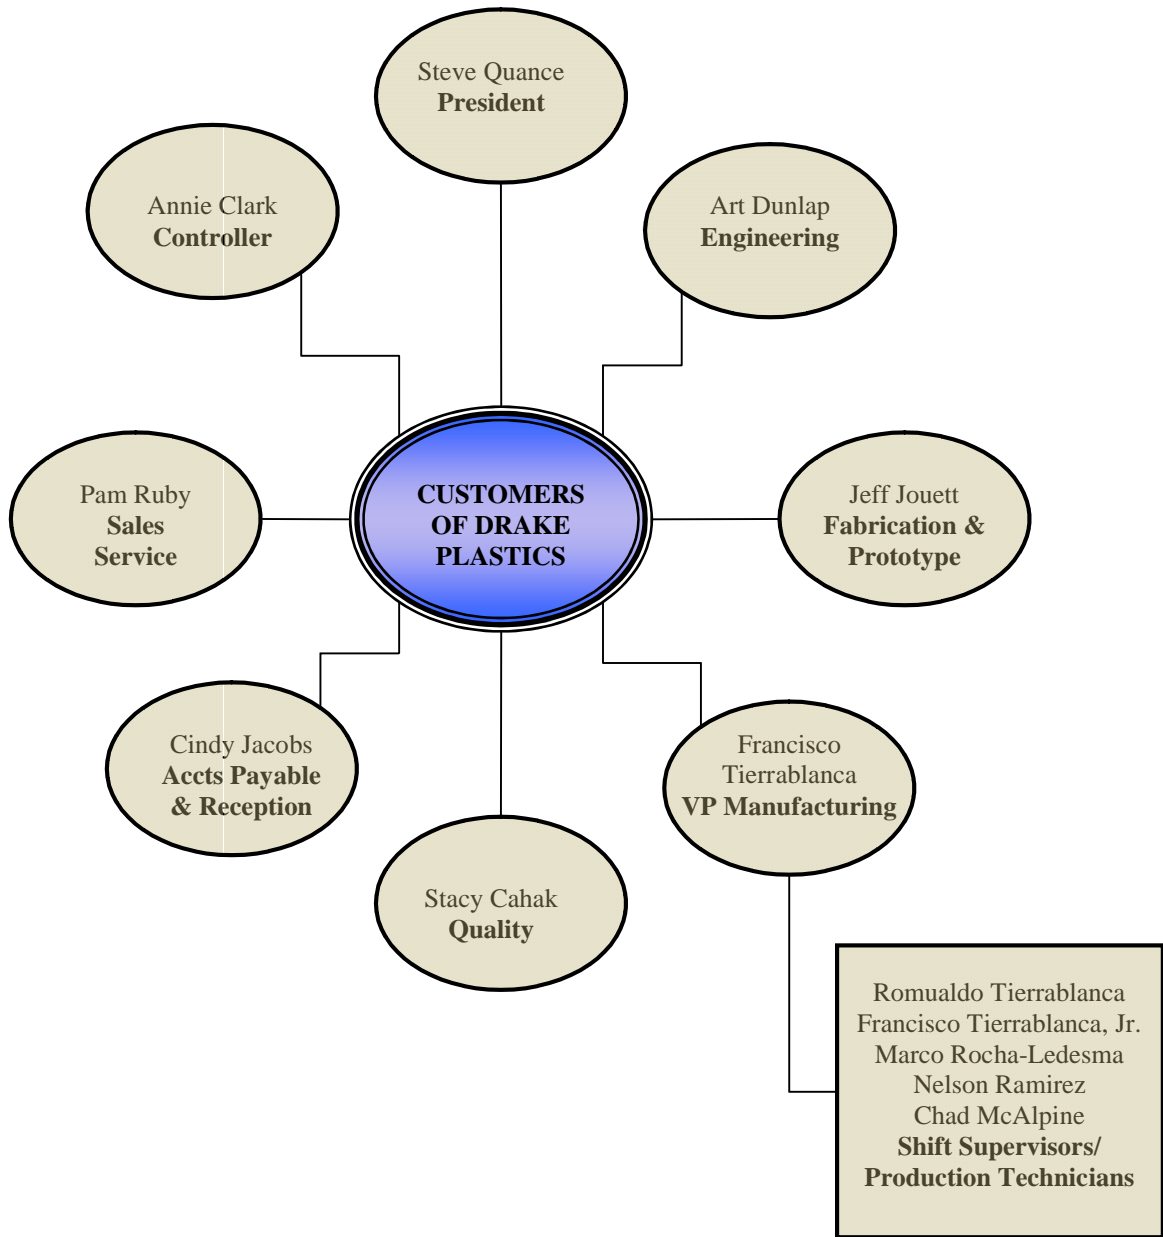 Steve Quance
President
Annie Clark
Controller
Art Dunlap
Engineering
Pam Ruby
Sales
Service
CUSTOMERS
OF DRAKE
PLASTICS
Jeff Jouett
Fabrication &
Prototype
Cindy Jacobs
Accts Payable
& Reception
Francisco
Tierrablanca
VP Manufacturing
Stacy Cahak
Quality
Romualdo Tierrablanca
Francisco Tierrablanca, Jr.
Marco Rocha-Ledesma
Nelson Ramirez
Chad McAlpine
Shift Supervisors/
Production Technicians